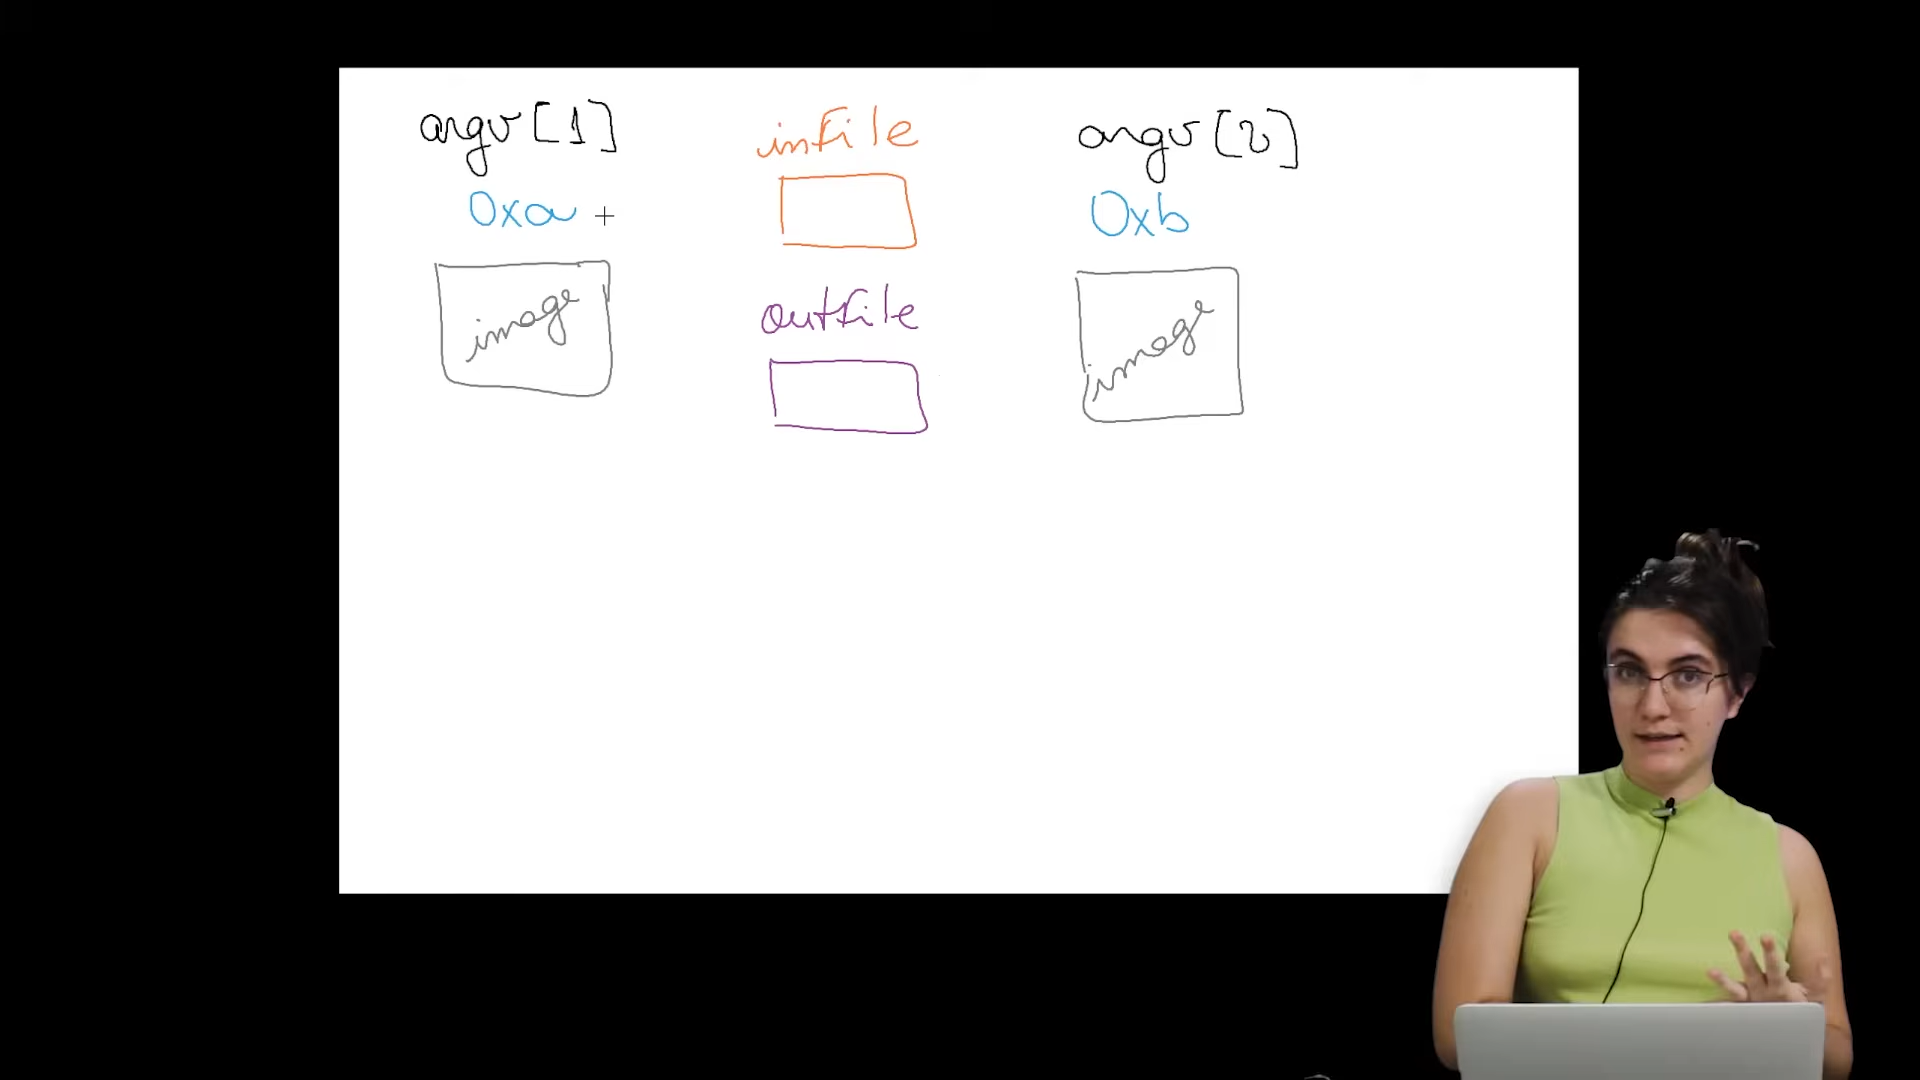 argv[1]
0xa
image
infile
outfile
argv[2]
0xb
image